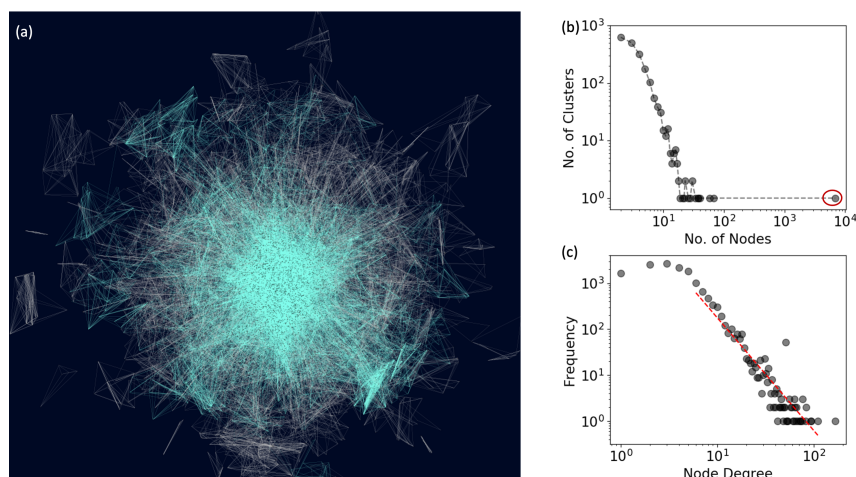 (a)
(b)
10³
10²
10¹
10⁰
No. of Clusters
10¹
10²
10³
10⁴
No. of Nodes
(c)
10³
10²
10¹
10⁰
Frequency
10⁰
10¹
10²
Node Degree